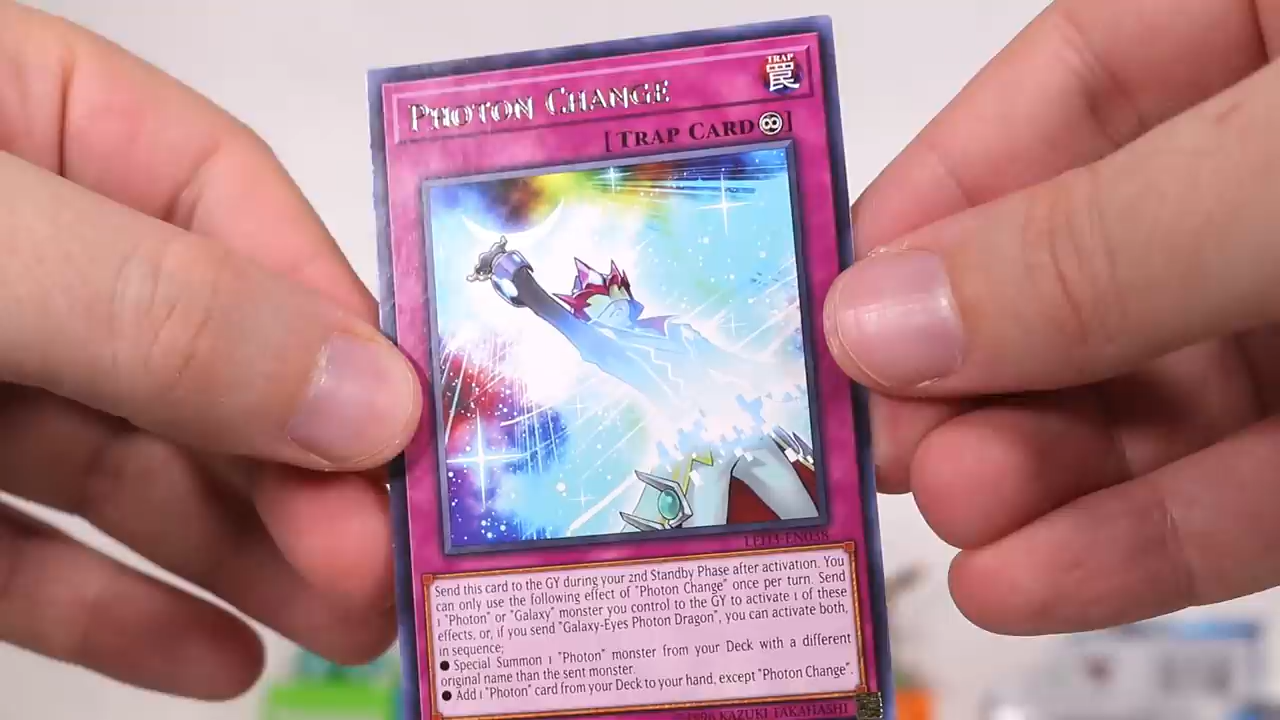 PHOTON CHANGE
TRAP
罠
[TRAP CARD∞]
LED3-EN038
Send this card to the GY during your 2nd Standby Phase after activation. You
can only use the following effect of "Photon Change" once per turn. Send
1 "Photon" or "Galaxy" monster you control to the GY to activate 1 of these
effects, or, if you send "Galaxy-Eyes Photon Dragon", you can activate both,
in sequence;
● Special Summon 1 "Photon" monster from your Deck with a different
original name than the sent monster.
● Add 1 "Photon" card from your Deck to your hand, except "Photon Change".
1996 KAZUKI TAKAHASHI